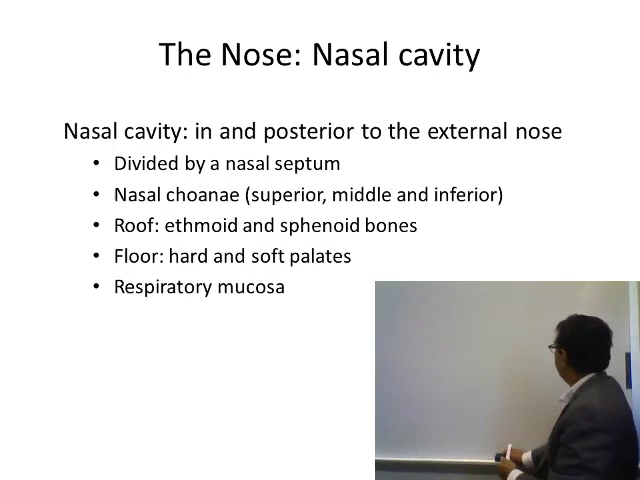 The Nose: Nasal cavity
Nasal cavity: in and posterior to the external nose
• Divided by a nasal septum
• Nasal choanae (superior, middle and inferior)
• Roof: ethmoid and sphenoid bones
• Floor: hard and soft palates
• Respiratory mucosa